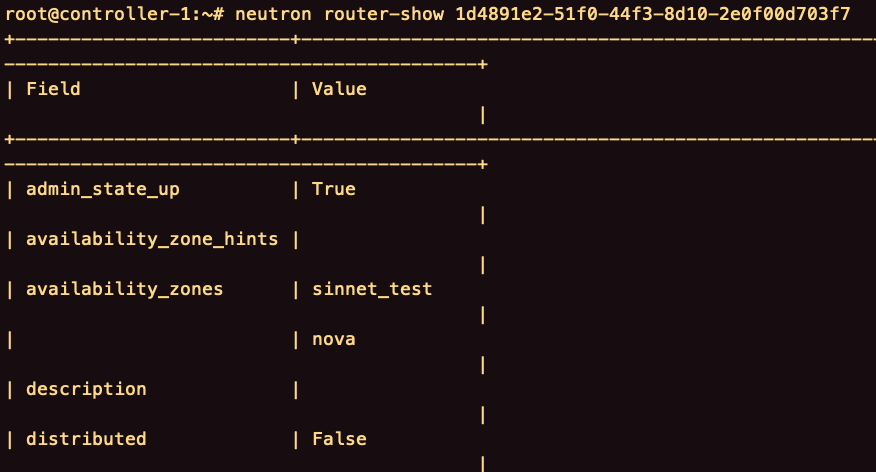 root@controller-1:~# neutron router-show 1d4891e2-51f0-44f3-8d10-2e0f00d703f7
+-------------------------+-------------------------------------------------
-----------------------------------------+
| Field                   | Value
                                         |
+-------------------------+-------------------------------------------------
-----------------------------------------+
| admin_state_up          | True
                                         |
| availability_zone_hints |
                                         |
| availability_zones      | sinnet_test
                                         |
|                         | nova
                                         |
| description             |
                                         |
| distributed             | False
                                         |